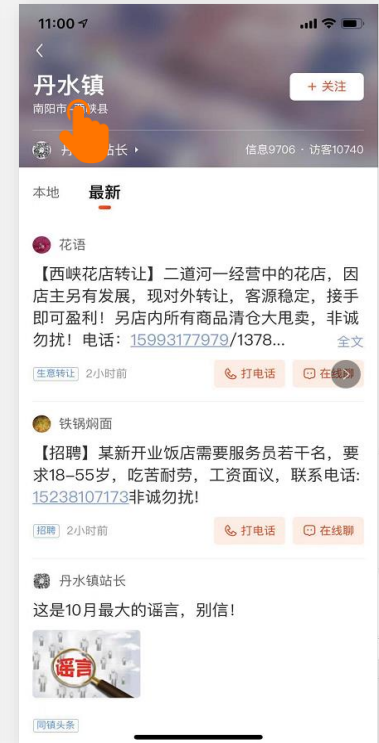 11:00
丹水镇
+ 关注
南阳市 西峡县
丹 站长
信息9706 · 访客10740
本地 最新
花语
【西峡花店转让】二道河一经营中的花店，因
店主另有发展，现对外转让，客源稳定，接手
即可盈利！另店内所有商品清仓大甩卖，非诚
勿扰！电话：15993177979/1378... 全文
生意转让 2小时前 打电话 在线聊
铁锅焖面
【招聘】某新开业饭店需要服务员若干名，要
求18-55岁，吃苦耐劳，工资面议，联系电话:
15238107173非诚勿扰!
招聘 2小时前 打电话 在线聊
丹水镇站长
这是10月最大的谣言，别信！
谣言
同镇头条